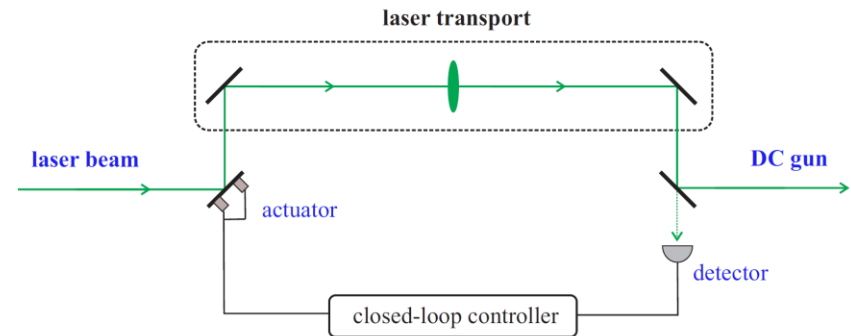 laser transport
laser beam
DC gun
actuator
detector
closed-loop controller